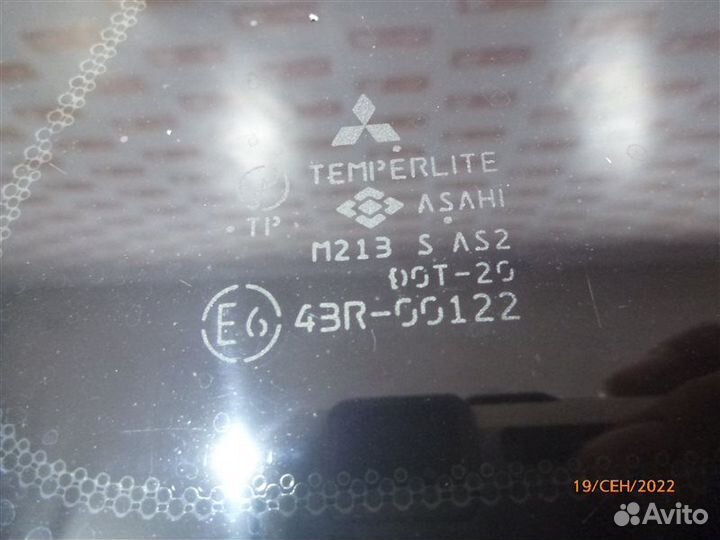 TEMPERLITE
TP
ASAHI
M213 S AS2
DOT-20
E6 43R-00122
19/СЕН/2022
Avito